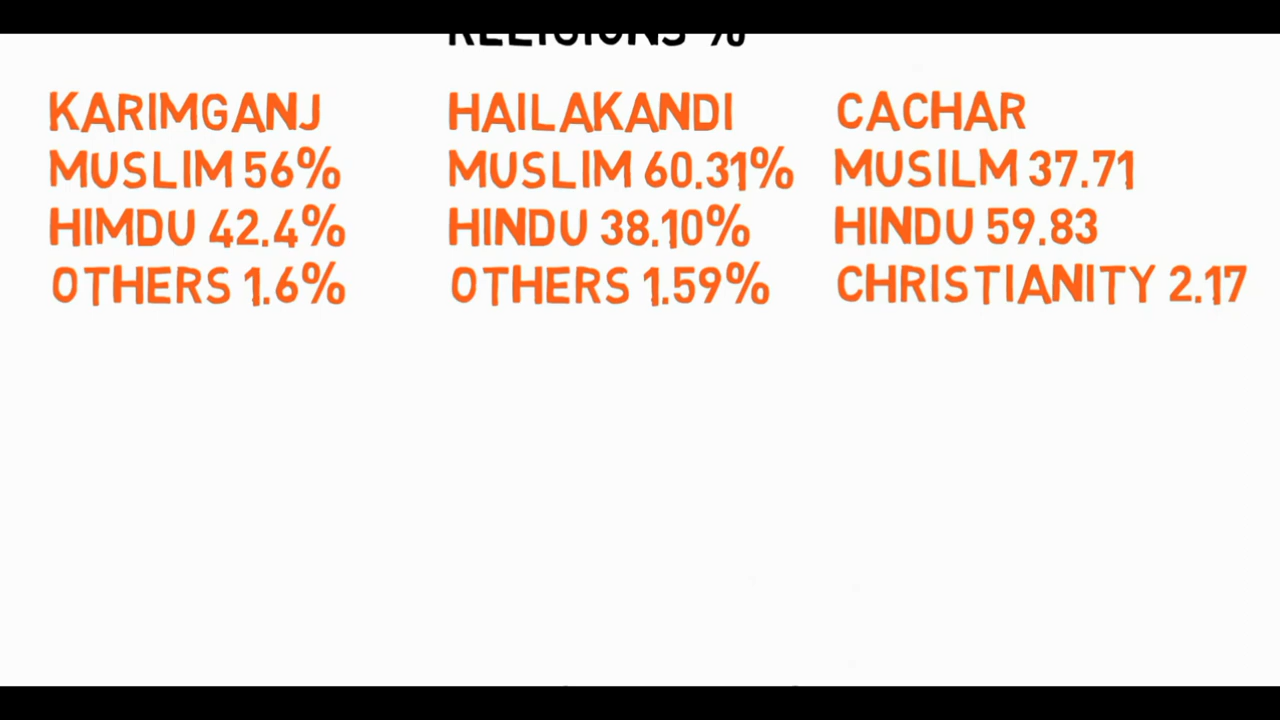 RELIGIONS %
KARIMGANJ
MUSLIM 56%
HIMDU 42.4%
OTHERS 1.6%
HAILAKANDI
MUSLIM 60.31%
HINDU 38.10%
OTHERS 1.59%
CACHAR
MUSILM 37.71
HINDU 59.83
CHRISTIANITY 2.17